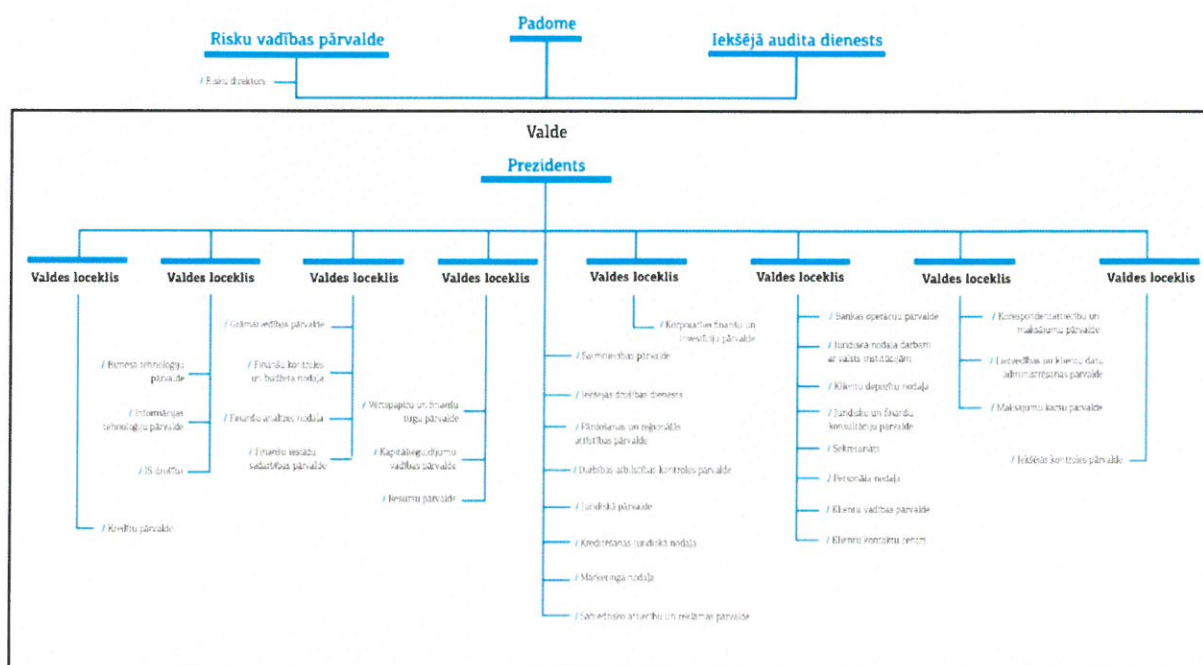 Padome
Risku vadības pārvalde
Iekšējā audita dienests
/ Risku direktors
Valde
Prezidents
Valdes loceklis
Valdes loceklis
Valdes loceklis
Valdes loceklis
Valdes loceklis
Valdes loceklis
Valdes loceklis
Valdes loceklis
/ Kredītu pārvalde
/ Biznesa tehnoloģiju
pārvalde
/ Informācijas
tehnoloģiju pārvalde
/ IS drošība
/ Grāmatvedības pārvalde
/ Finanšu kontroles
un budžeta nodaļa
/ Finanšu analīzes nodaļa
/ Finanšu iestāžu
sadarbības pārvalde
/ Vērtspapīru un finanšu
tirgu pārvalde
/ Kapitālieguldījumu
vadības pārvalde
/ Resursu pārvalde
/ Saimniecības pārvalde
/ Iekšējās drošības dienests
/ Pārdošanas un reģionālās
attīstības pārvalde
/ Darbības atbilstības kontroles pārvalde
/ Juridiskā pārvalde
/ Kreditēšanas juridiskā nodaļa
/ Mārketinga nodaļa
/ Sabiedrisko attiecību un reklāmas pārvalde
/ Korporatīvo finanšu un
investīciju pārvalde
/ Bankas operāciju pārvalde
/ Juridiskā nodaļa darbam
ar valsts institūcijām
/ Klientu depozītu nodaļa
/ Juridisko un finanšu
konsultāciju pārvalde
/ Sekretariāts
/ Personāla nodaļa
/ Klientu vadības pārvalde
/ Klientu kontaktu centrs
/ Korespondentattiecību un
maksājumu pārvalde
/ Lietvedības un klientu datu
administrēšanas pārvalde
/ Maksājumu karšu pārvalde
/ Iekšējās kontroles pārvalde